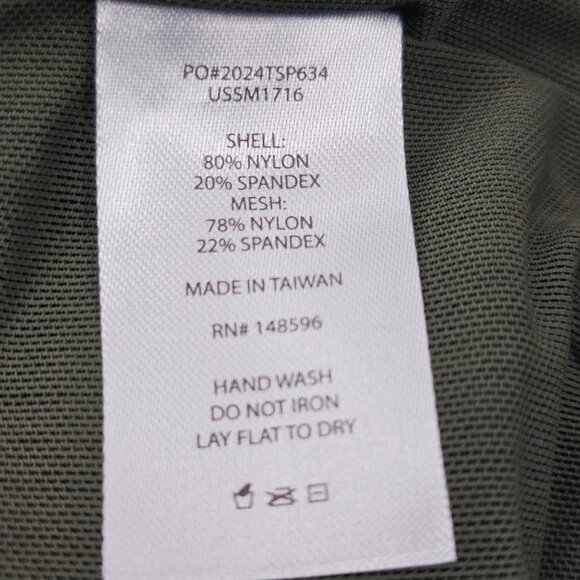 PO#2024TSP634
USSM1716
SHELL:
80% NYLON
20% SPANDEX
MESH:
78% NYLON
22% SPANDEX
MADE IN TAIWAN
RN# 148596
HAND WASH
DO NOT IRON
LAY FLAT TO DRY